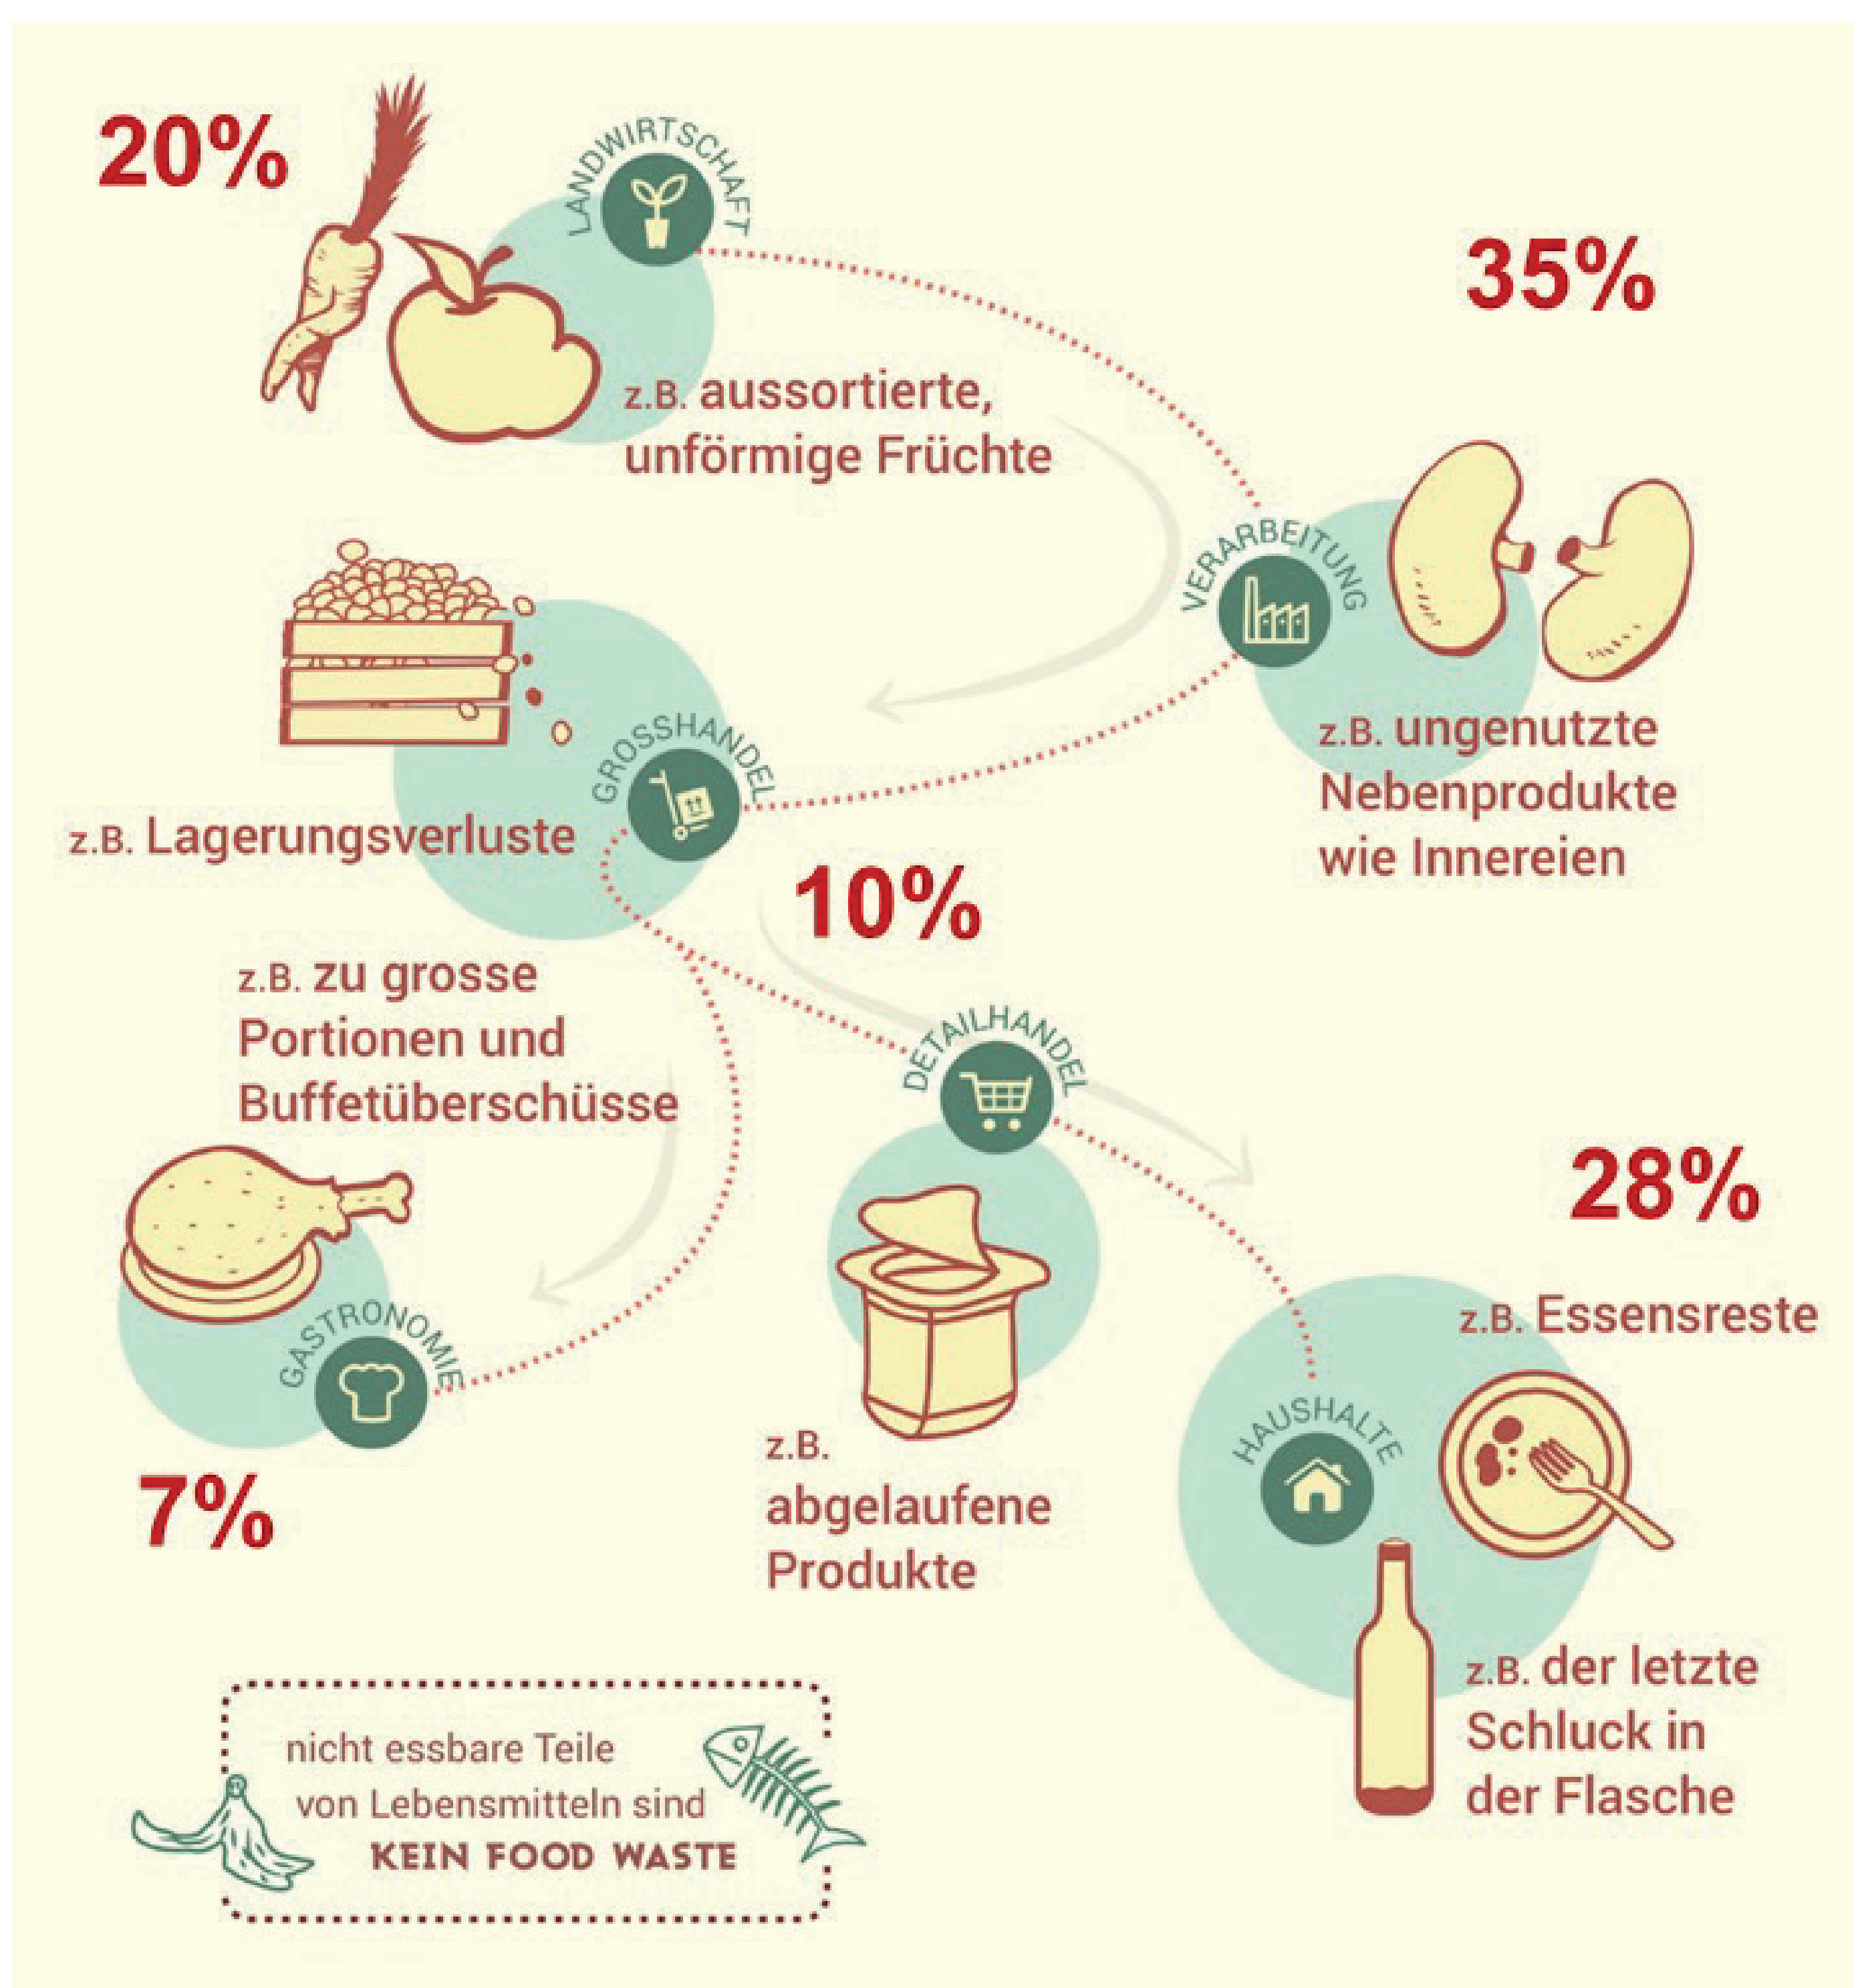 20%
LANDWIRTSCHAFT
z.B. aussortierte,
unförmige Früchte
35%
VERARBEITUNG
z.B. ungenutzte
Nebenprodukte
wie Innereien
GROSSHANDEL
z.B. Lagerungsverluste
10%
z.B. zu grosse
Portionen und
Buffetüberschüsse
GASTRONOMIE
7%
DETAILHANDEL
z.B.
abgelaufene
Produkte
28%
z.B. Essensreste
HAUSHALTE
z.B. der letzte
Schluck in
der Flasche
nicht essbare Teile
von Lebensmitteln sind
KEIN FOOD WASTE